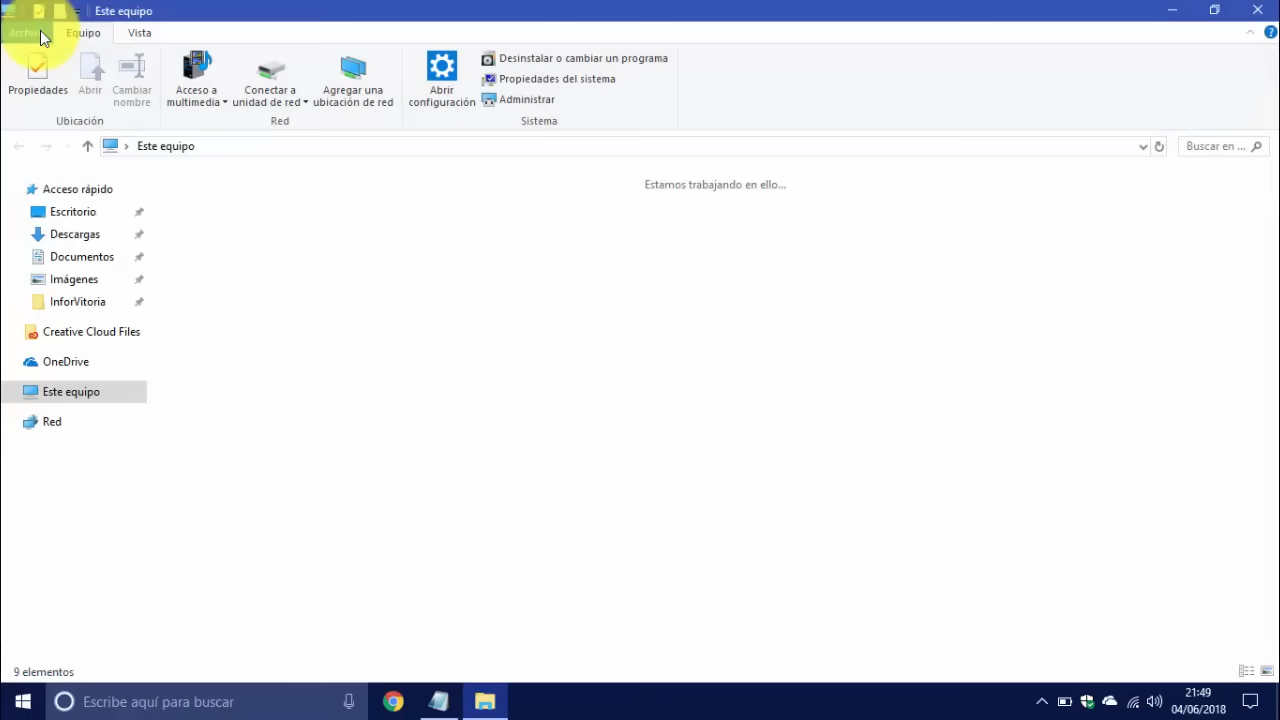 Este equipo
Archivo
Equipo
Vista
Propiedades
Abrir
Cambiar
nombre
Acceso a
multimedia
Conectar a
unidad de red
Agregar una
ubicación de red
Abrir
configuración
Desinstalar o cambiar un programa
Propiedades del sistema
Administrar
Ubicación
Red
Sistema
Este equipo
Buscar en ...
Estamos trabajando en ello...
Acceso rápido
Escritorio
Descargas
Documentos
Imágenes
InforVitoria
Creative Cloud Files
OneDrive
Este equipo
Red
9 elementos
Escribe aquí para buscar
21:49
04/06/2018